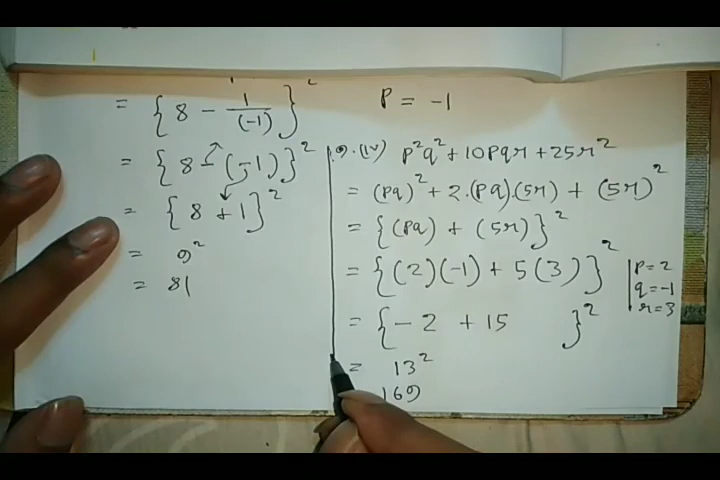 = {8 - 1/(-1)}²
= {8 - (-1)}²
= {8 + 1}²
= 9²
= 81
P = -1
9.(iv) p²q² + 10pqr + 25r²
= (pq)² + 2.(pq).(5r) + (5r)²
= {(pq) + (5r)}²
= {(2)(-1) + 5(3)}²
p = 2
q = -1
r = 3
= {-2 + 15 }²
= 13²
169